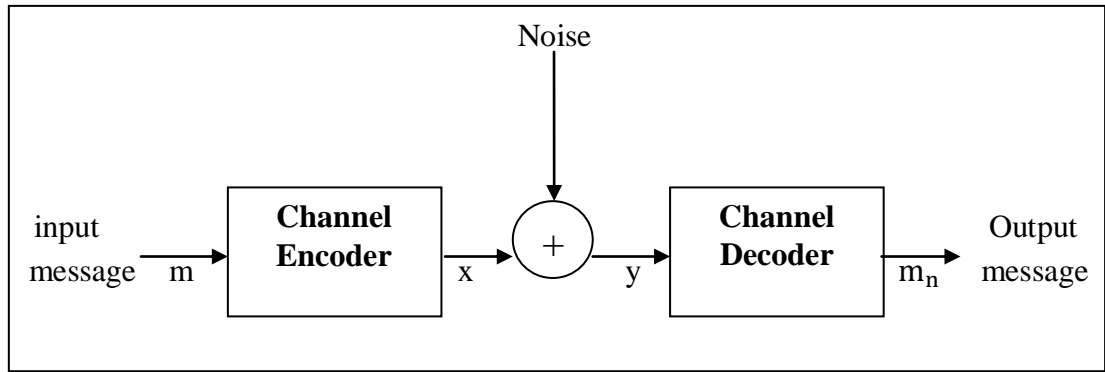 Noise
input
message
m
Channel
Encoder
x
+
y
Channel
Decoder
mn
Output
message